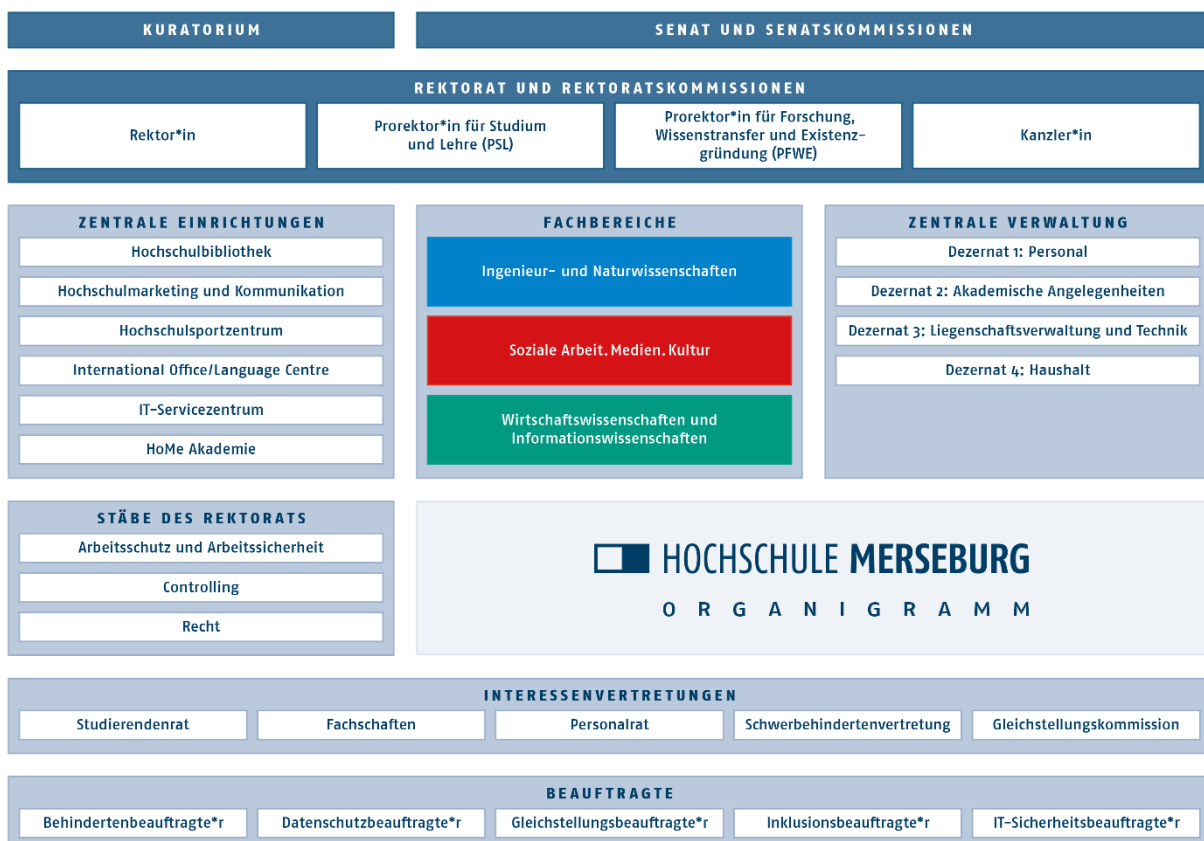 KURATORIUM
SENAT UND SENATSKOMMISSIONEN
REKTORAT UND REKTORATSKOMMISSIONEN
Rektor*in
Prorektor*in für Studium
und Lehre (PSL)
Prorektor*in für Forschung,
Wissenstransfer und Existenz-
gründung (PFWE)
Kanzler*in
ZENTRALE EINRICHTUNGEN
Hochschulbibliothek
Hochschulmarketing und Kommunikation
Hochschulsportzentrum
International Office/Language Centre
IT-Servicezentrum
HoMe Akademie
FACHBEREICHE
Ingenieur- und Naturwissenschaften
Soziale Arbeit. Medien. Kultur
Wirtschaftswissenschaften und
Informationswissenschaften
ZENTRALE VERWALTUNG
Dezernat 1: Personal
Dezernat 2: Akademische Angelegenheiten
Dezernat 3: Liegenschaftsverwaltung und Technik
Dezernat 4: Haushalt
STÄBE DES REKTORATS
Arbeitsschutz und Arbeitssicherheit
Controlling
Recht
HOCHSCHULE MERSEBURG
ORGANIGRAMM
INTERESSENVERTRETUNGEN
Studierendenrat
Fachschaften
Personalrat
Schwerbehindertenvertretung
Gleichstellungskommission
BEAUFTRAGTE
Behindertenbeauftragte*r
Datenschutzbeauftragte*r
Gleichstellungsbeauftragte*r
Inklusionsbeauftragte*r
IT-Sicherheitsbeauftragte*r